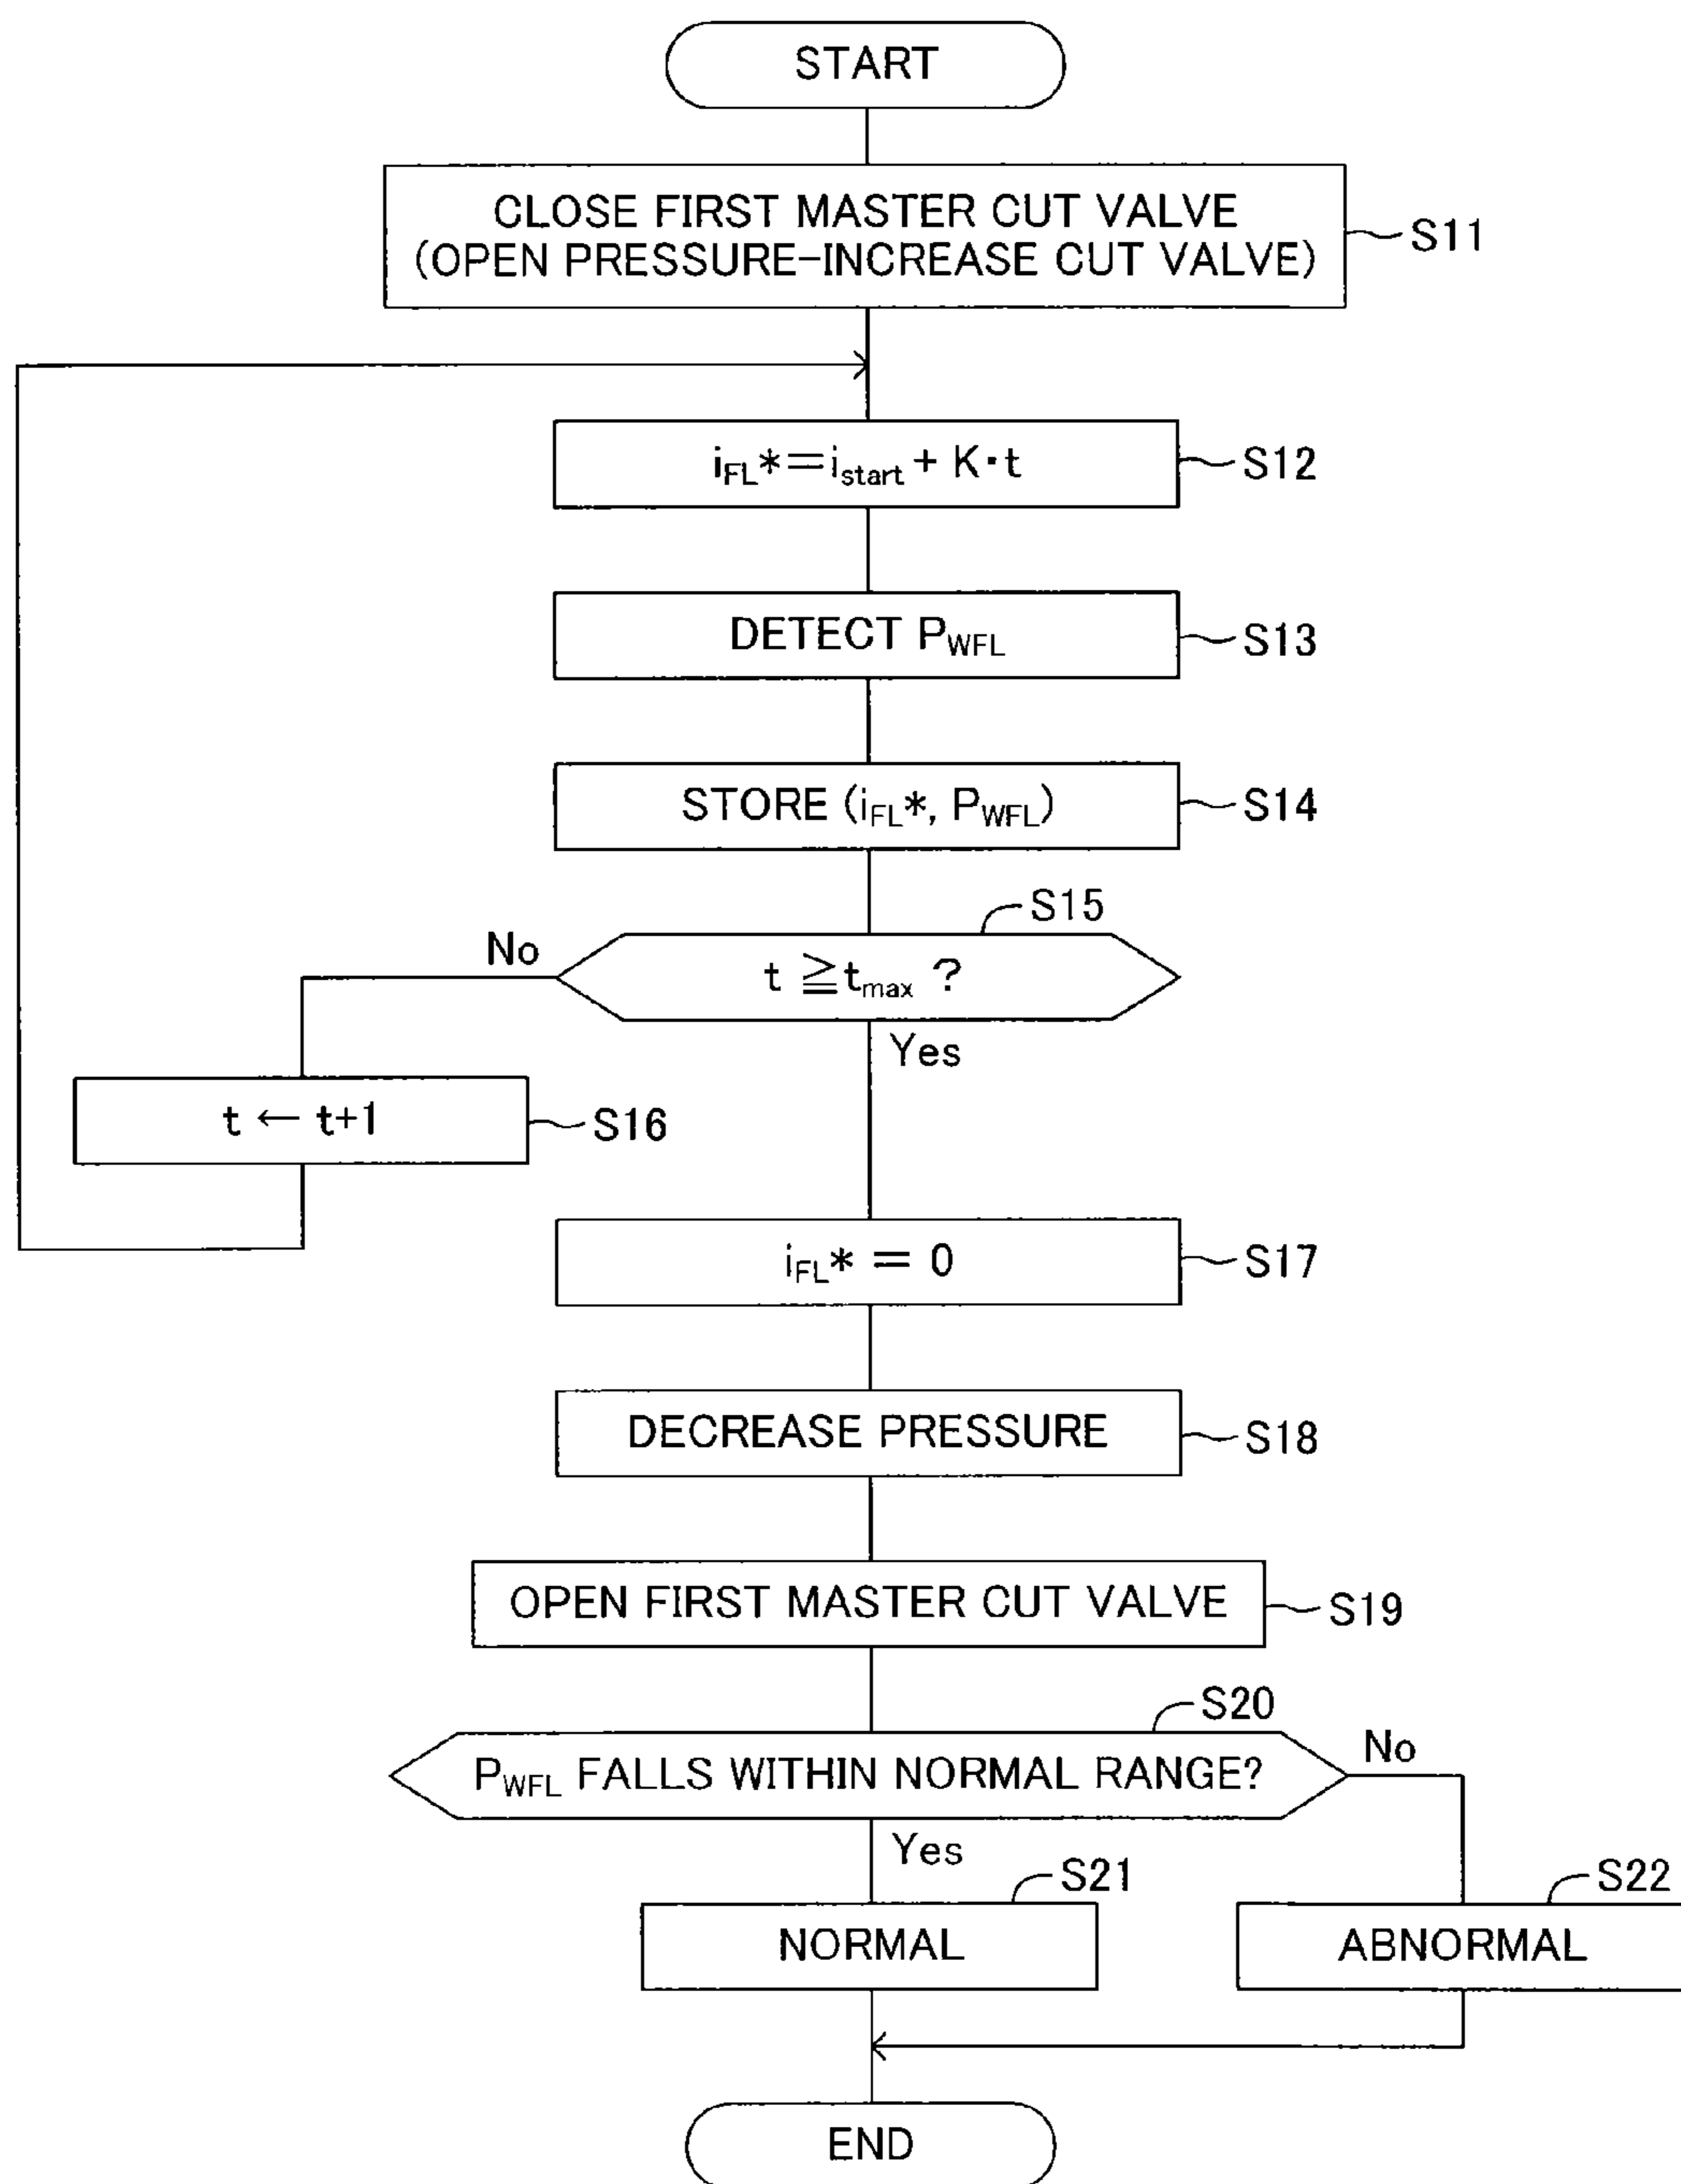 START
CLOSE FIRST MASTER CUT VALVE
(OPEN PRESSURE-INCREASE CUT VALVE)
S11
iFL*=istart + K·t
S12
DETECT PWFL
S13
STORE (iFL*, PWFL)
S14
S15
No
t ≧ tmax ?
Yes
t ← t+1
S16
iFL* = 0
S17
DECREASE PRESSURE
S18
OPEN FIRST MASTER CUT VALVE
S19
S20
PWFL FALLS WITHIN NORMAL RANGE?
No
Yes
S21
S22
NORMAL
ABNORMAL
END